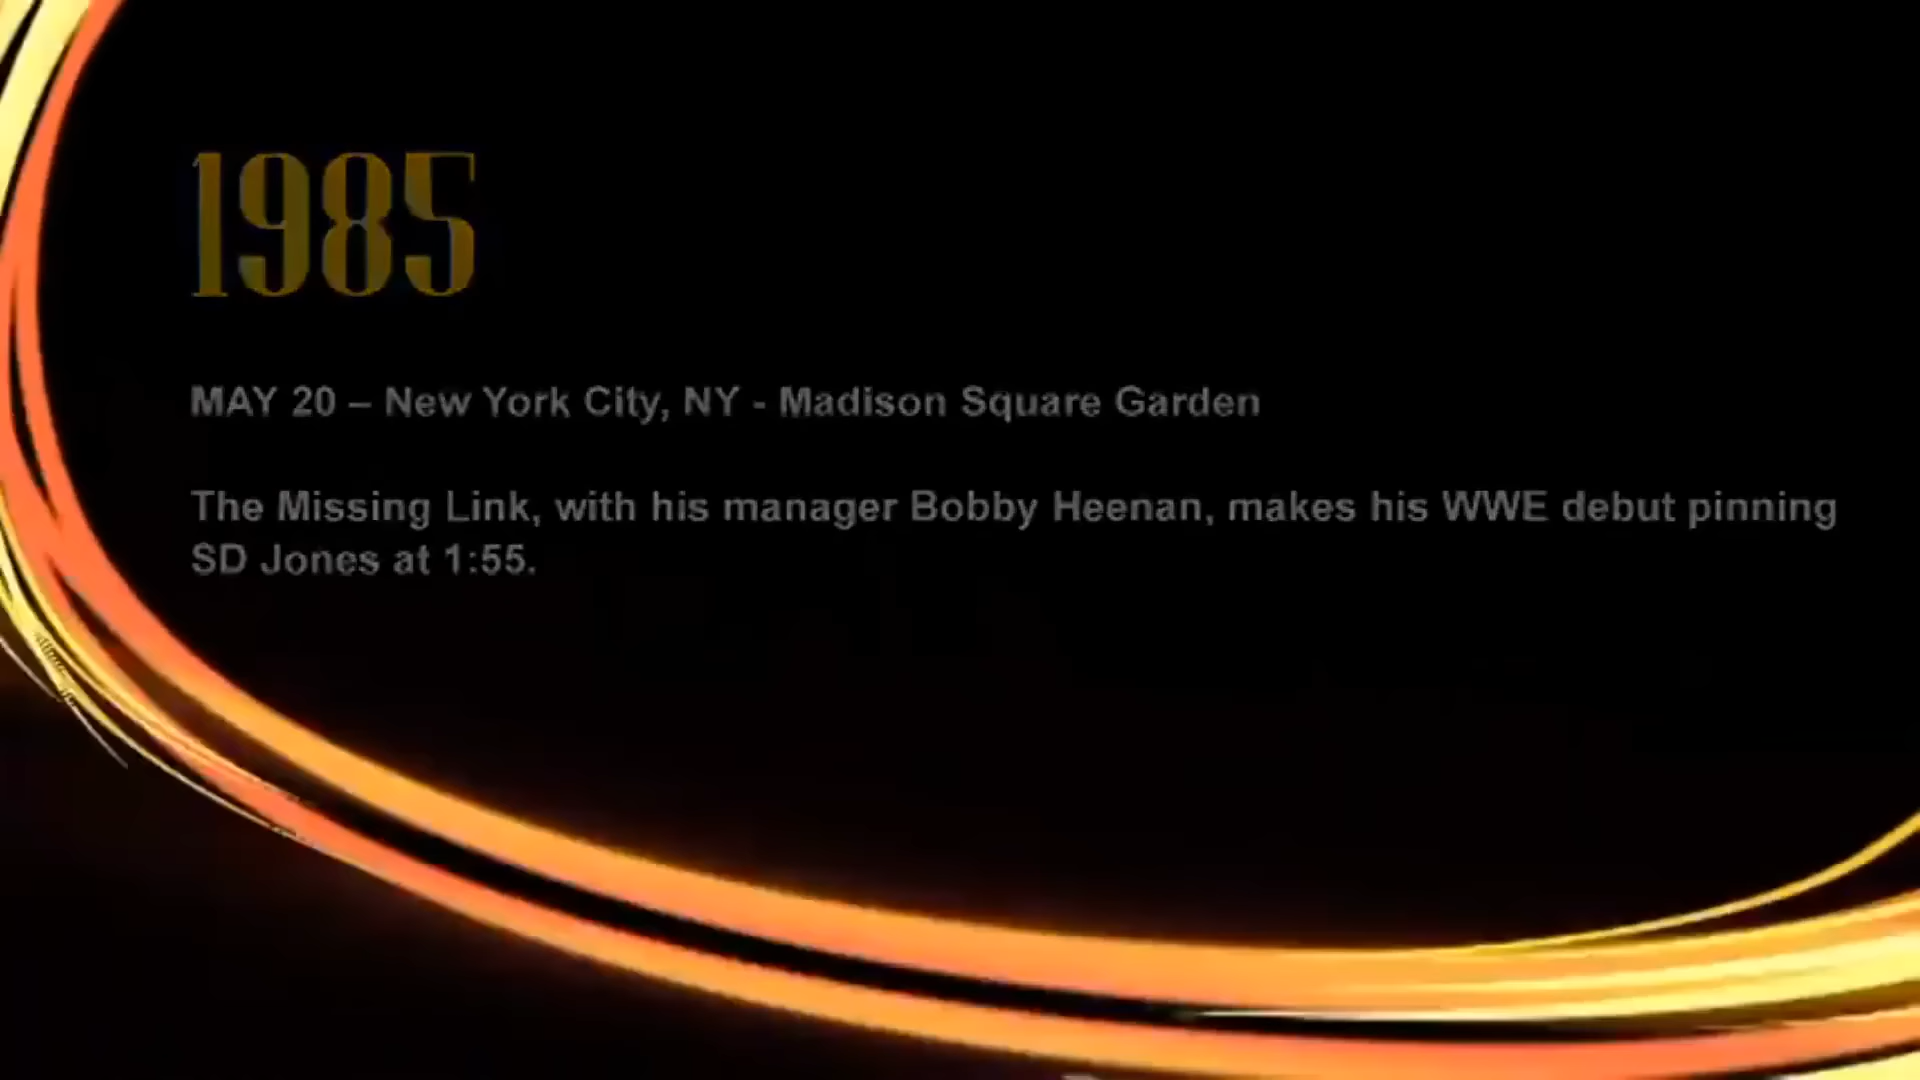 1985
MAY 20 – New York City, NY - Madison Square Garden
The Missing Link, with his manager Bobby Heenan, makes his WWE debut pinning
SD Jones at 1:55.